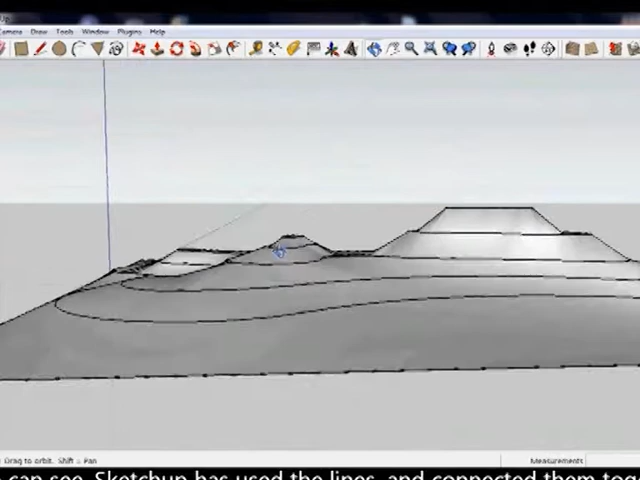 Up
Camera Draw Tools Window Plugins Help
Drag to orbit. Shift = Pan
Measurements
can see, Sketchup has used the lines, and connected them tog